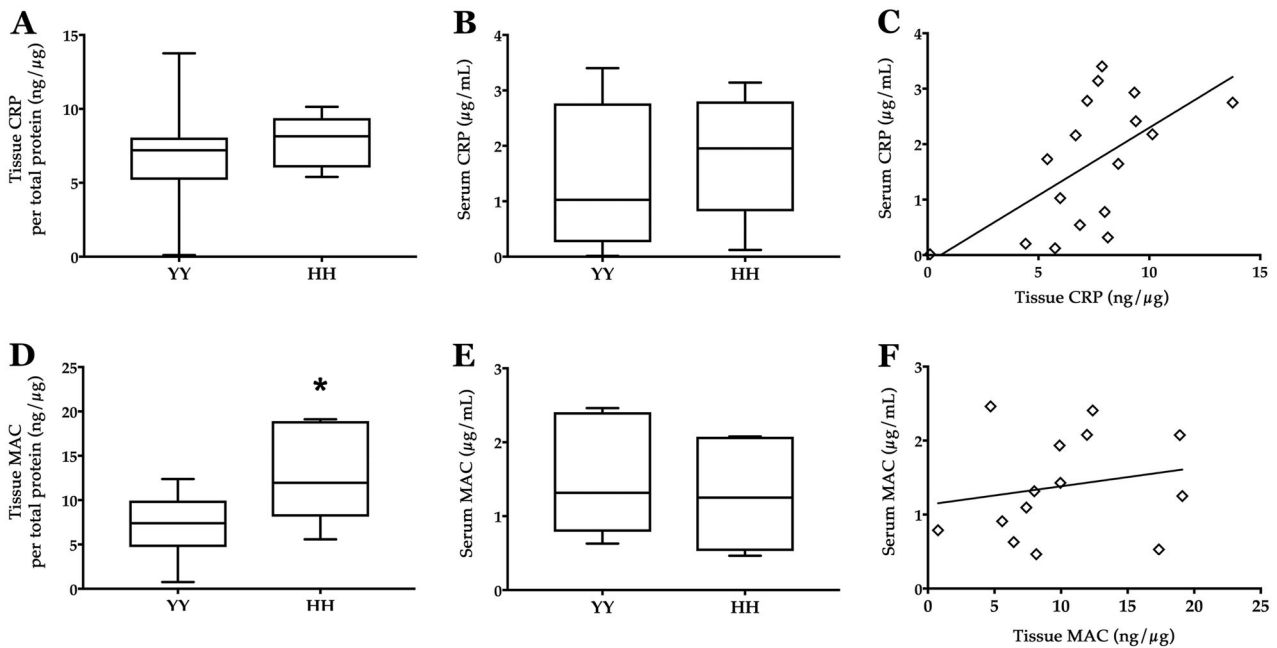 A
Tissue CRP
per total protein (ng/µg)
15
10
5
0
YY
HH
B
Serum CRP (µg/mL)
4
3
2
1
0
YY
HH
C
Serum CRP (µg/mL)
4
3
2
1
0
0
5
10
15
Tissue CRP (ng/µg)
D
Tissue MAC
per total protein (ng/µg)
25
20
15
10
5
0
*
YY
HH
E
Serum MAC (µg/mL)
3
2
1
0
YY
HH
F
Serum MAC (µg/mL)
3
2
1
0
0
5
10
15
20
25
Tissue MAC (ng/µg)